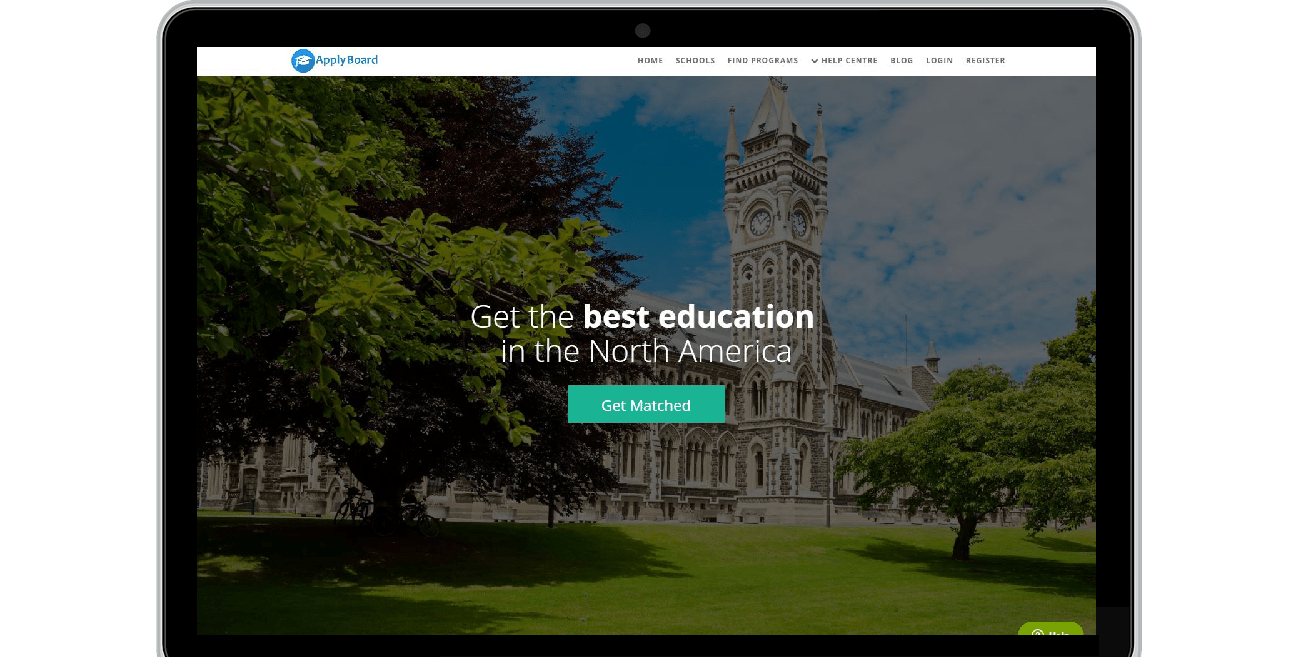 ApplyBoard
HOME SCHOOLS FIND PROGRAMS HELP CENTRE BLOG LOGIN REGISTER
Get the best education
in the North America
Get Matched
Help